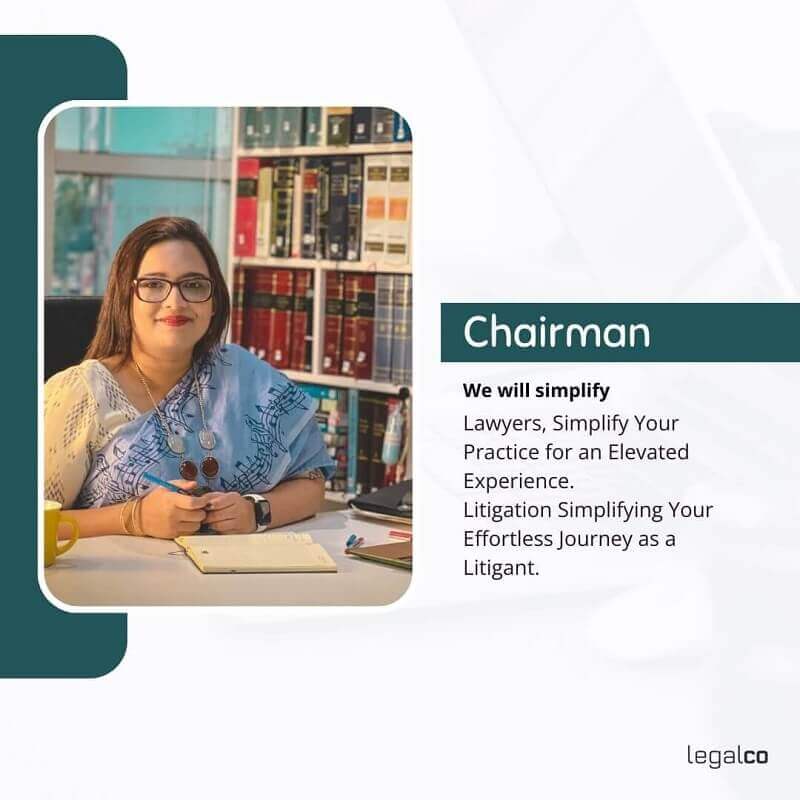 Chairman
We will simplify
Lawyers, Simplify Your
Practice for an Elevated
Experience.
Litigation Simplifying Your
Effortless Journey as a
Litigant.
legalco